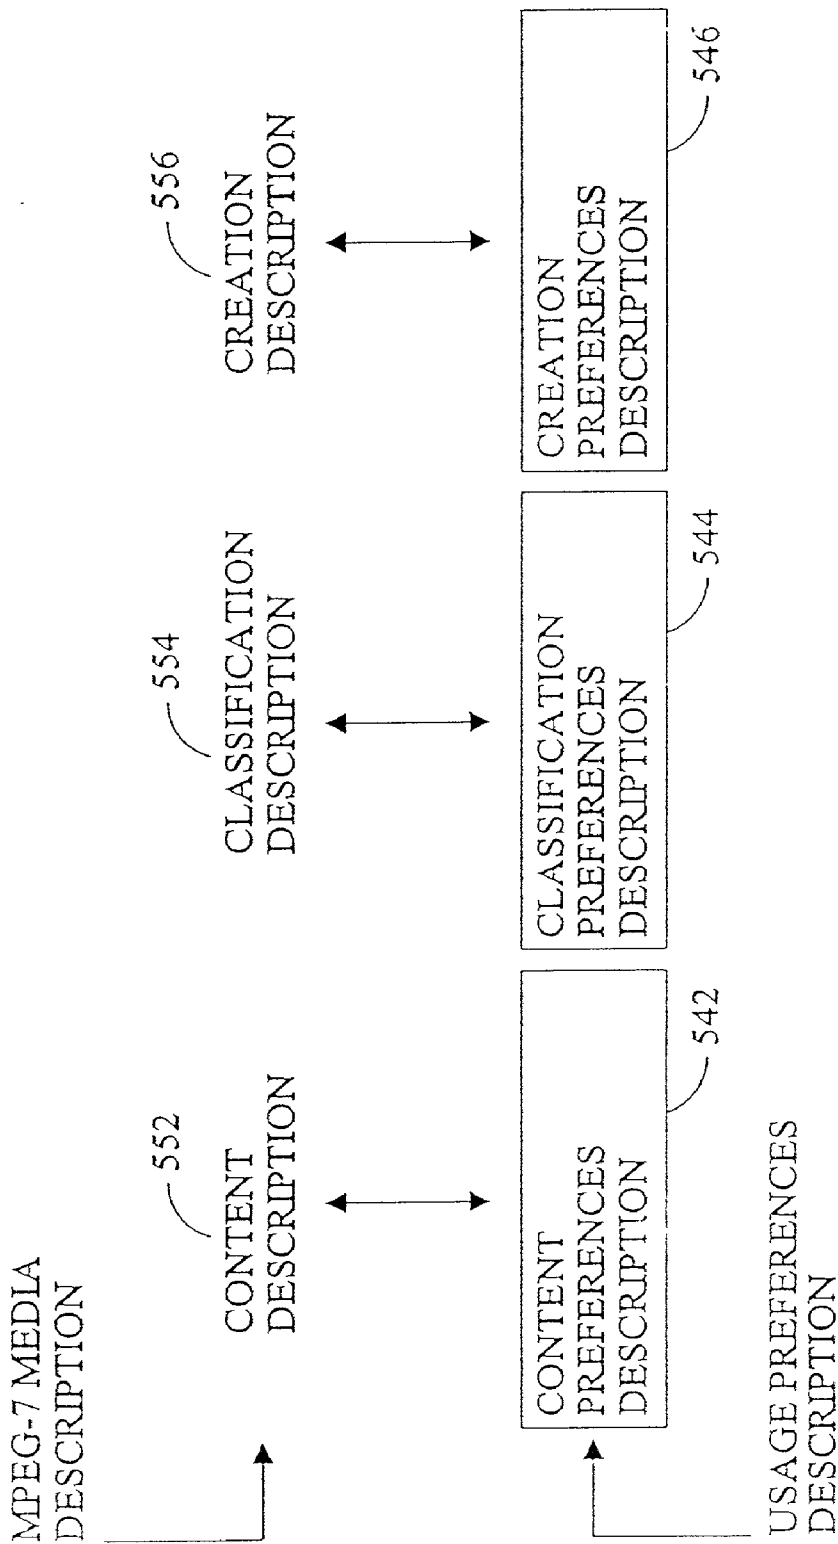 MPEG-7 MEDIA
DESCRIPTION
552
CONTENT
DESCRIPTION
554
CLASSIFICATION
DESCRIPTION
556
CREATION
DESCRIPTION
CONTENT
PREFERENCES
DESCRIPTION
542
CLASSIFICATION
PREFERENCES
DESCRIPTION
544
CREATION
PREFERENCES
DESCRIPTION
546
USAGE PREFERENCES
DESCRIPTION